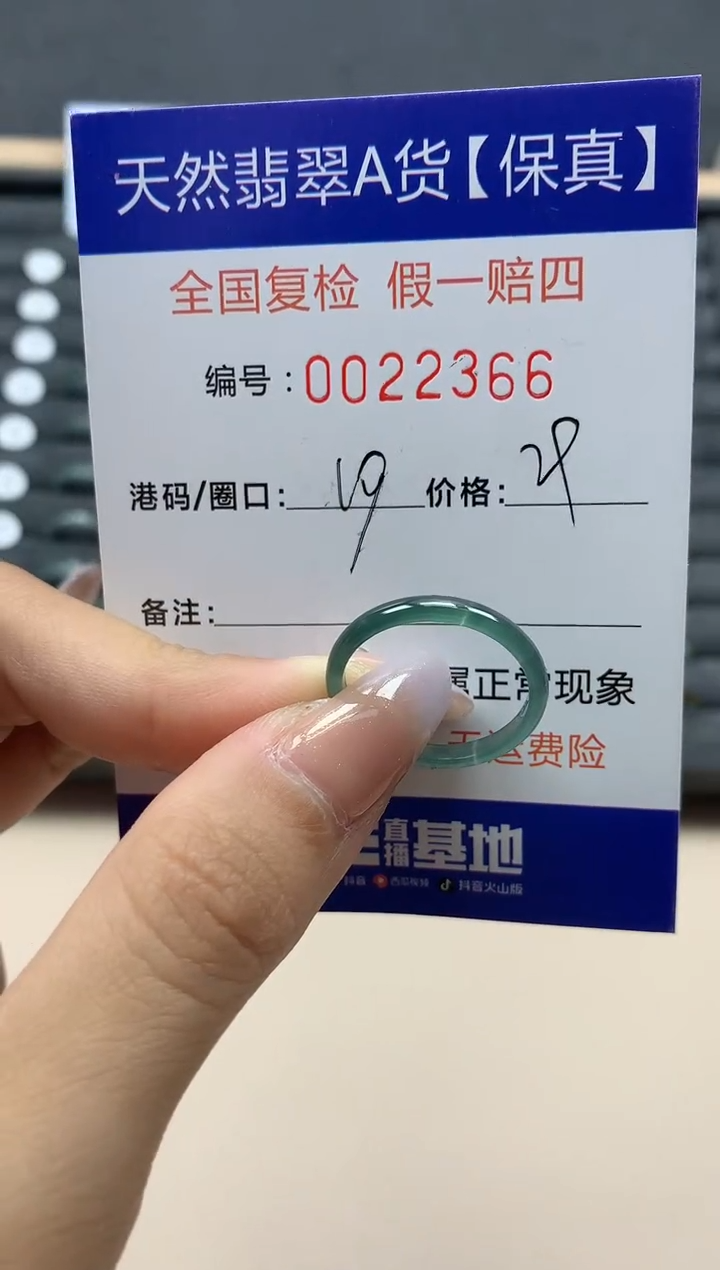 天然翡翠A货【保真】
全国复检 假一赔四
编号:0022366
港码/圈口: 19 价格: 29
备注:
属正常现象
无运费险
直播基地
抖音 西瓜视频 抖音火山版